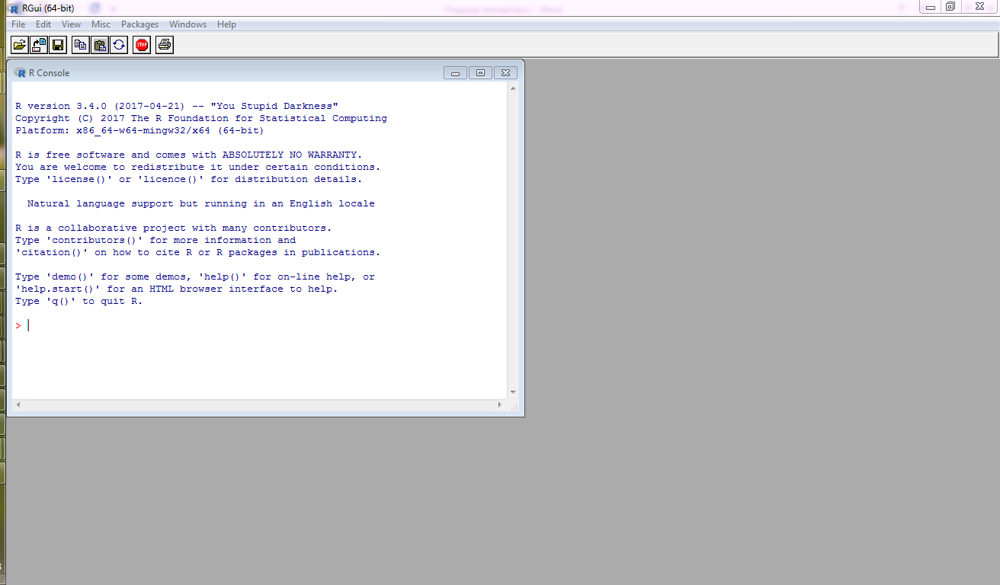 RGui (64-bit)
File Edit View Misc Packages Windows Help
STOP
R Console
R version 3.4.0 (2017-04-21) -- "You Stupid Darkness"
Copyright (C) 2017 The R Foundation for Statistical Computing
Platform: x86_64-w64-mingw32/x64 (64-bit)
R is free software and comes with ABSOLUTELY NO WARRANTY.
You are welcome to redistribute it under certain conditions.
Type 'license()' or 'licence()' for distribution details.
Natural language support but running in an English locale
R is a collaborative project with many contributors.
Type 'contributors()' for more information and
'citation()' on how to cite R or R packages in publications.
Type 'demo()' for some demos, 'help()' for on-line help, or
'help.start()' for an HTML browser interface to help.
Type 'q()' to quit R.
>